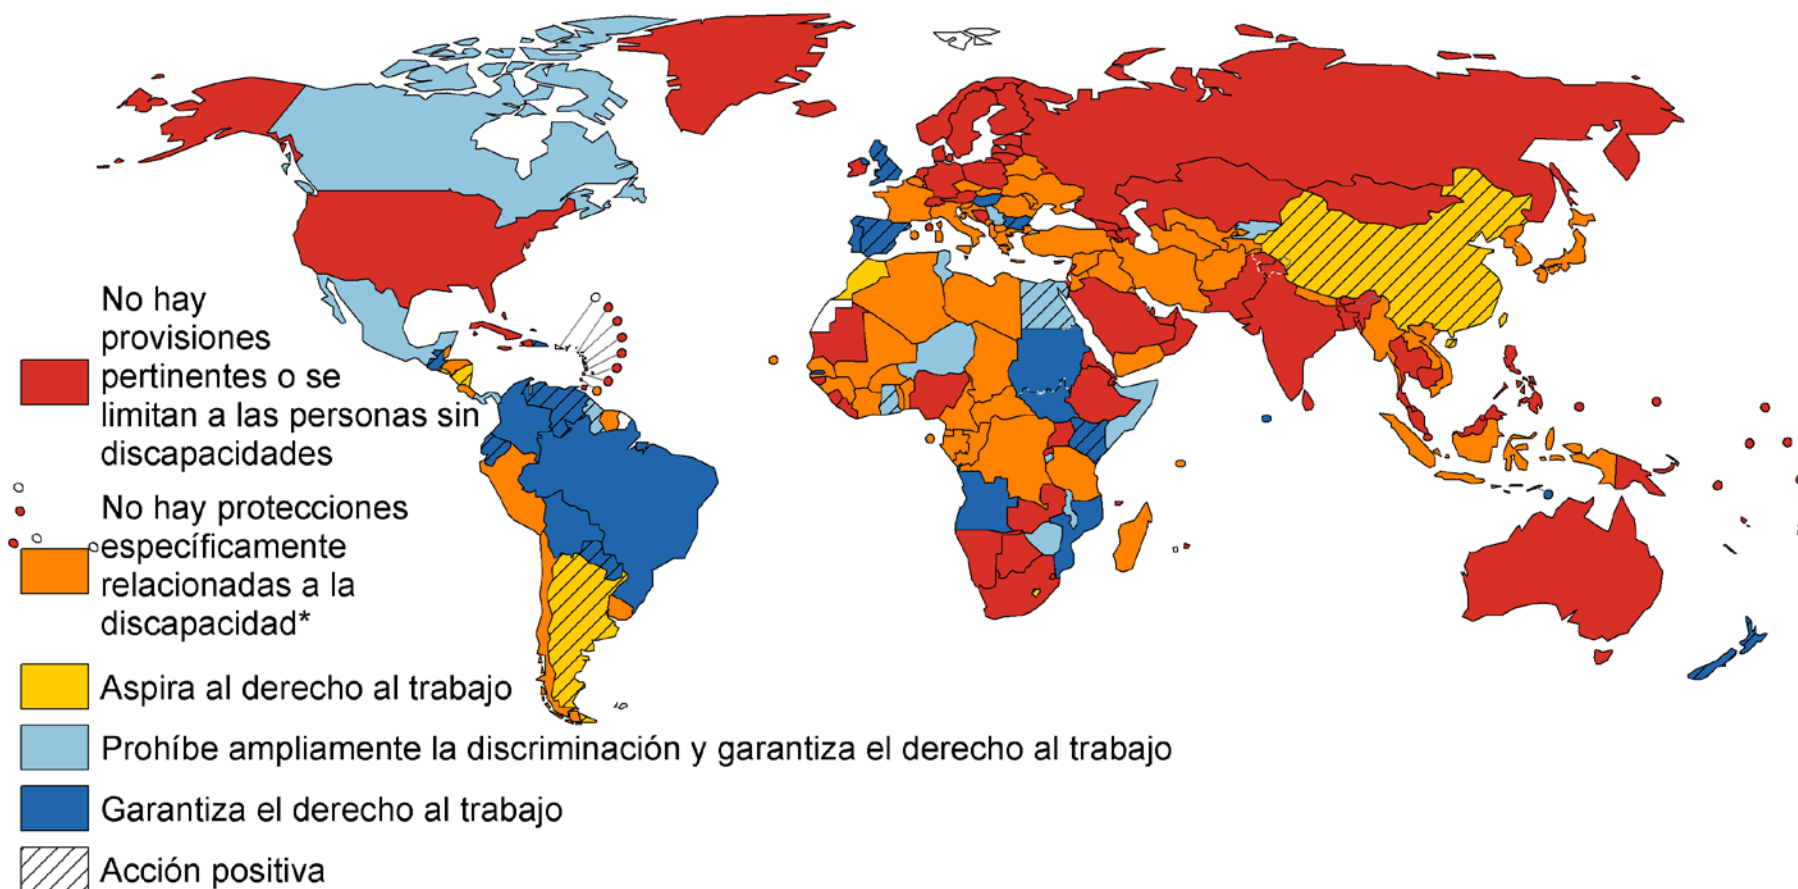 No hay
provisiones
pertinentes o se
limitan a las personas sin
discapacidades
No hay protecciones
específicamente
relacionadas a la
discapacidad*
Aspira al derecho al trabajo
Prohíbe ampliamente la discriminación y garantiza el derecho al trabajo
Garantiza el derecho al trabajo
Acción positiva